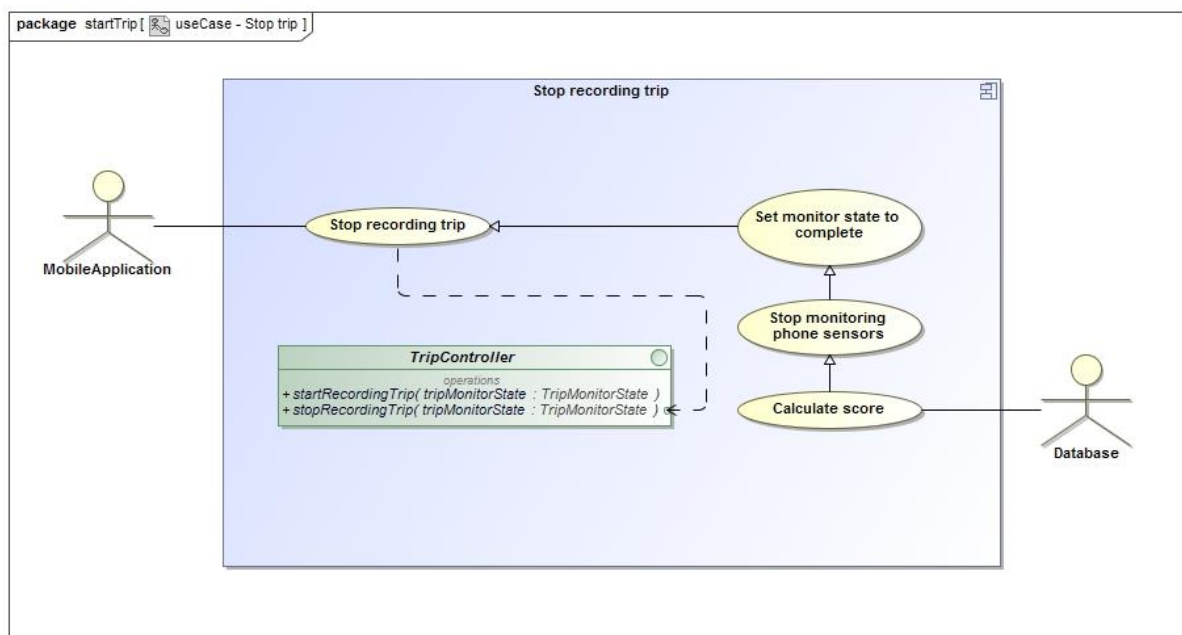 package startTrip [ useCase - Stop trip ]
Stop recording trip
MobileApplication
Stop recording trip
Set monitor state to
complete
Stop monitoring
phone sensors
TripController
operations
+startRecordingTrip( tripMonitorState : TripMonitorState )
+stopRecordingTrip( tripMonitorState : TripMonitorState )
Calculate score
Database